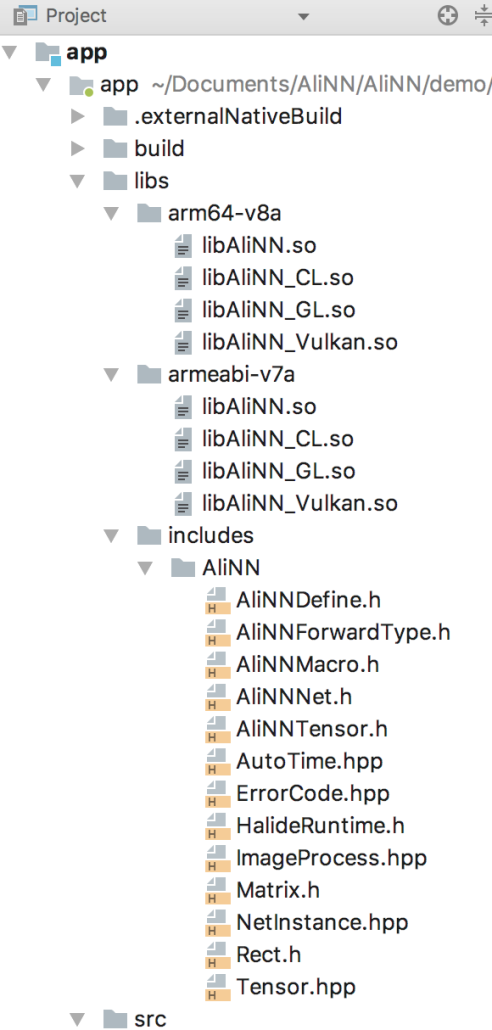 Project
app
app ~/Documents/AliNN/AliNN/demo/
.externalNativeBuild
build
libs
arm64-v8a
libAliNN.so
libAliNN_CL.so
libAliNN_GL.so
libAliNN_Vulkan.so
armeabi-v7a
libAliNN.so
libAliNN_CL.so
libAliNN_GL.so
libAliNN_Vulkan.so
includes
AliNN
AliNNDefine.h
AliNNForwardType.h
AliNNMacro.h
AliNNNet.h
AliNNTensor.h
AutoTime.hpp
ErrorCode.hpp
HalideRuntime.h
ImageProcess.hpp
Matrix.h
NetInstance.hpp
Rect.h
Tensor.hpp
src